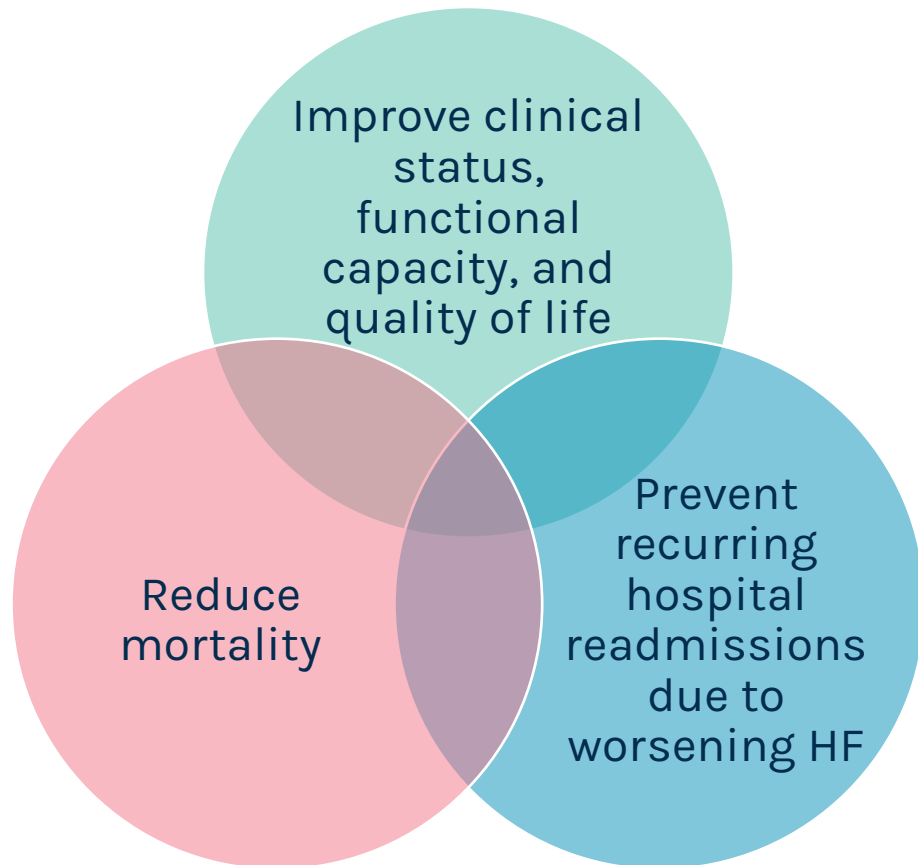 Improve clinical
status,
functional
capacity, and
quality of life
Reduce
mortality
Prevent
recurring
hospital
readmissions
due to
worsening HF